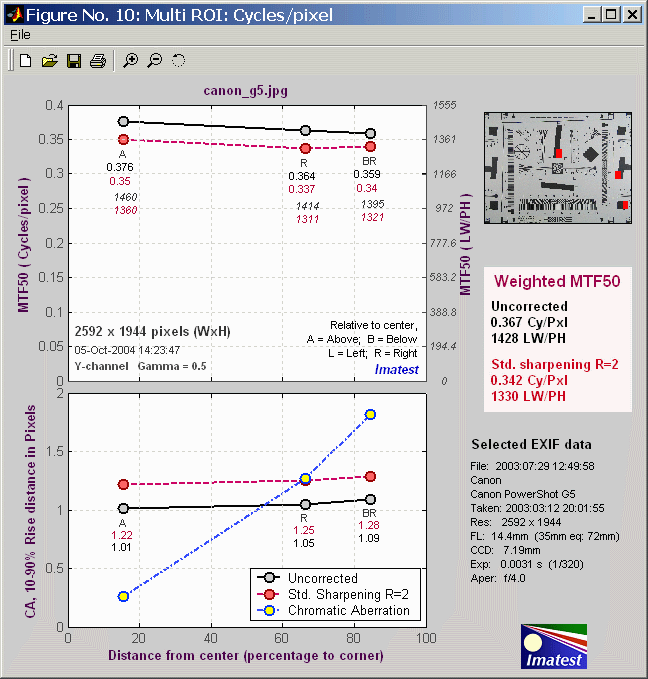 Figure No. 10: Multi ROI: Cycles/pixel
File
canon_g5.jpg
MTF50 ( Cycles/pixel )
0.4
0.35
0.3
0.25
0.2
0.15
0.1
0.05
0
A
0.376
0.35
1460
1360
R
0.364
0.337
1414
1311
BR
0.359
0.34
1395
1321
1555
1361
1166
972
777.6
583.2
388.8
194.4
0
MTF50 ( LW/PH )
2592 x 1944 pixels (WxH)
05-Oct-2004 14:23:47
Y-channel Gamma = 0.5
Relative to center,
A = Above; B = Below
L = Left; R = Right
Imatest
Weighted MTF50
Uncorrected
0.367 Cy/Pxl
1428 LW/PH
Std. sharpening R=2
0.342 Cy/Pxl
1330 LW/PH
CA, 10-90% Rise distance in Pixels
2
1.5
1
0.5
0
A
1.22
1.01
R
1.25
1.05
BR
1.28
1.09
Uncorrected
Std. Sharpening R=2
Chromatic Aberration
0 20 40 60 80 100
Distance from center (percentage to corner)
Selected EXIF data
File: 2003:07:29 12:49:58
Canon
Canon PowerShot G5
Taken: 2003:03:12 20:01:55
Res: 2592 x 1944
FL: 14.4mm (35mm eq: 72mm)
CCD: 7.19mm
Exp: 0.0031 s (1/320)
Aper: f/4.0
Imatest